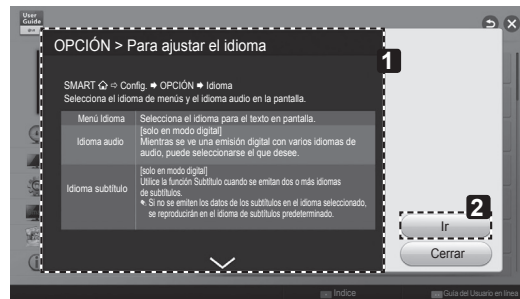 User
Guide
OPCIÓN > Para ajustar el idioma
1
SMART ⇨ Config. ➡ OPCIÓN ➡ Idioma
Selecciona el idioma de menús y el idioma audio en la pantalla.
Menú Idioma Selecciona el idioma para el texto en pantalla.
Idioma audio
[solo en modo digital]
Mientras se ve una emisión digital con varios idiomas de
audio, puede seleccionarse el que desee.
Idioma subtítulo
[solo en modo digital]
Utilice la función Subtítulo cuando se emitan dos o más idiomas
de subtítulos.
Si no se emiten los datos de los subtítulos en el idioma seleccionado,
se reproducirán en el idioma de subtítulos predeterminado.
2
Ir
Cerrar
Indice
Guía del Usuario en línea